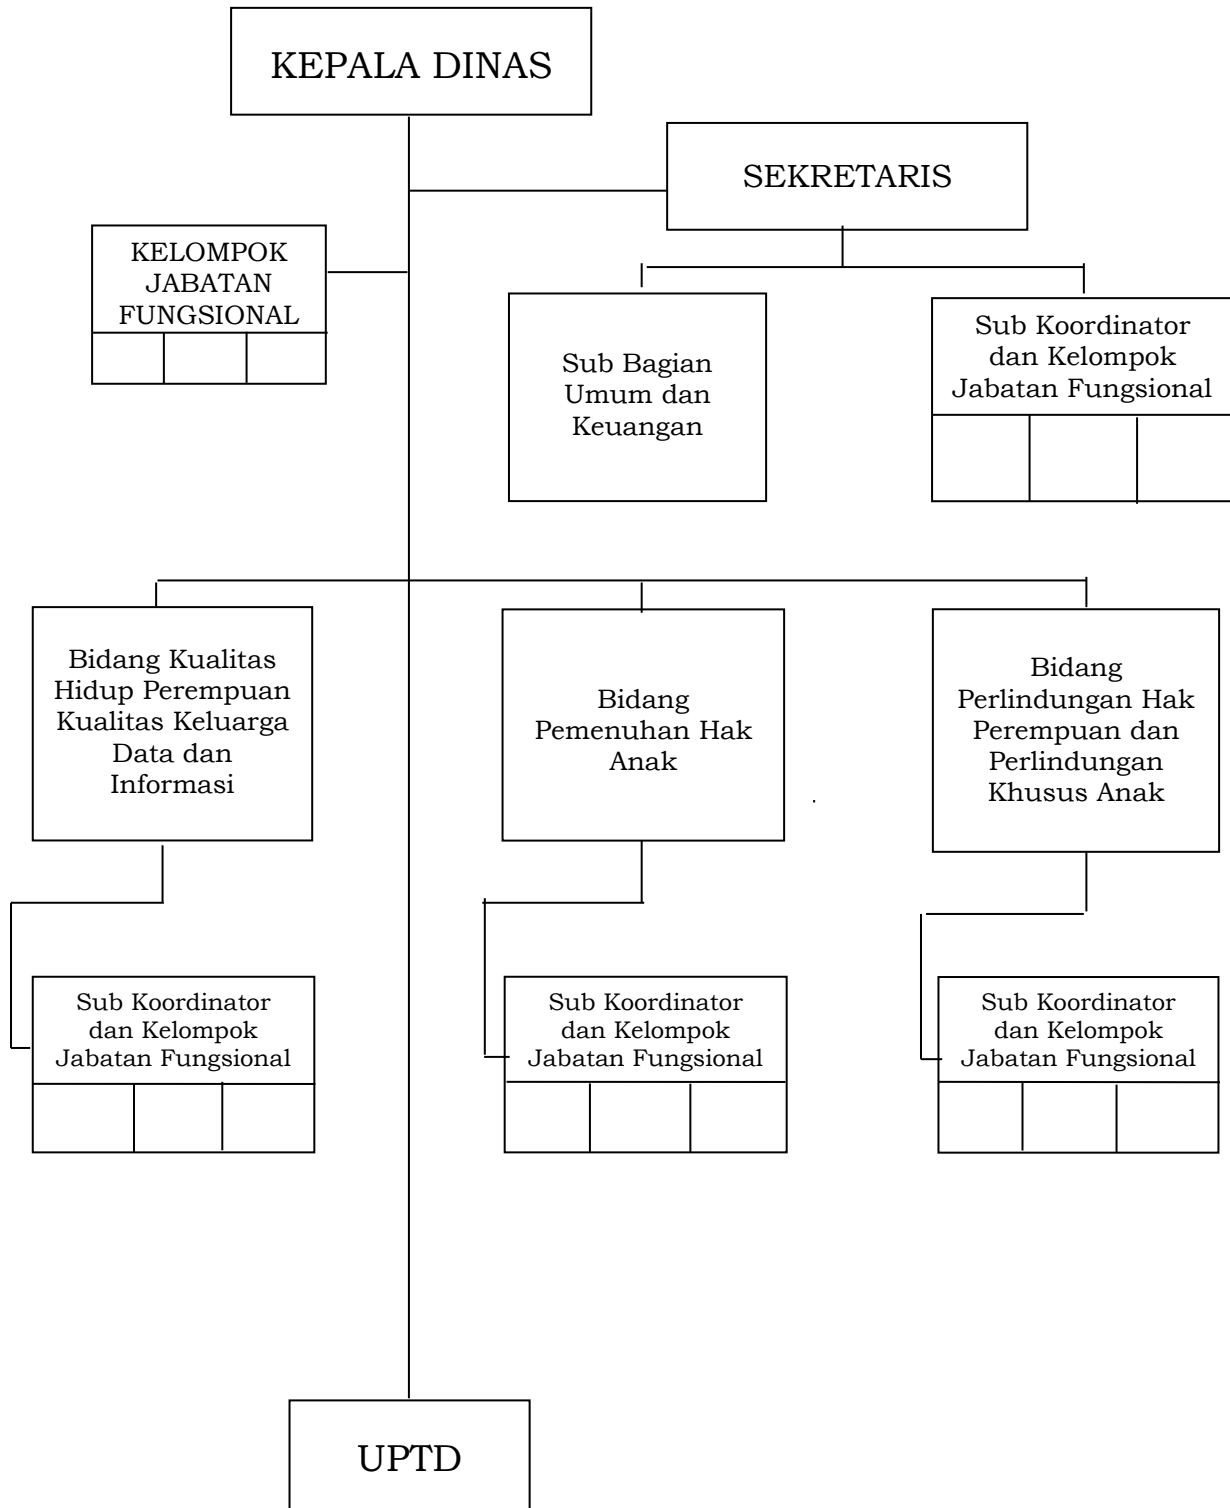 KEPALA DINAS
SEKRETARIS
KELOMPOK
JABATAN
FUNGSIONAL
Sub Bagian
Umum dan
Keuangan
Sub Koordinator
dan Kelompok
Jabatan Fungsional
Bidang Kualitas
Hidup Perempuan
Kualitas Keluarga
Data dan
Informasi
Bidang
Pemenuhan Hak
Anak
.
Bidang
Perlindungan Hak
Perempuan dan
Perlindungan
Khusus Anak
Sub Koordinator
dan Kelompok
Jabatan Fungsional
Sub Koordinator
dan Kelompok
Jabatan Fungsional
Sub Koordinator
dan Kelompok
Jabatan Fungsional
UPTD